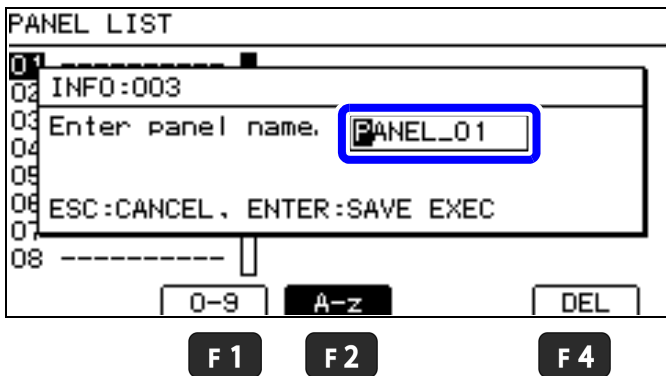 PANEL LIST
01 ----------
02 INFO:003
03 Enter panel name. PANEL_01
04
05
06 ESC:CANCEL, ENTER:SAVE EXEC
07
08 ----------
0-9 A-z DEL
F1 F2 F4